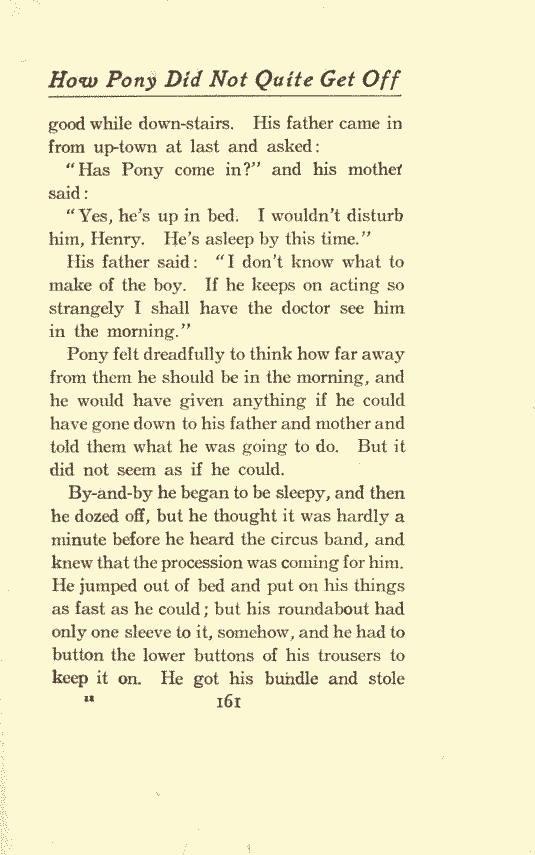 How Pony Did Not Quite Get Off
good while down-stairs. His father came in
from up-town at last and asked:
"Has Pony come in?" and his mother
said:
"Yes, he's up in bed. I wouldn't disturb
him, Henry. He's asleep by this time."
His father said: "I don't know what to
make of the boy. If he keeps on acting so
strangely I shall have the doctor see him
in the morning."
Pony felt dreadfully to think how far away
from them he should be in the morning, and
he would have given anything if he could
have gone down to his father and mother and
told them what he was going to do. But it
did not seem as if he could.
By-and-by he began to be sleepy, and then
he dozed off, but he thought it was hardly a
minute before he heard the circus band, and
knew that the procession was coming for him.
He jumped out of bed and put on his things
as fast as he could; but his roundabout had
only one sleeve to it, somehow, and he had to
button the lower buttons of his trousers to
keep it on. He got his bundle and stole
11 161